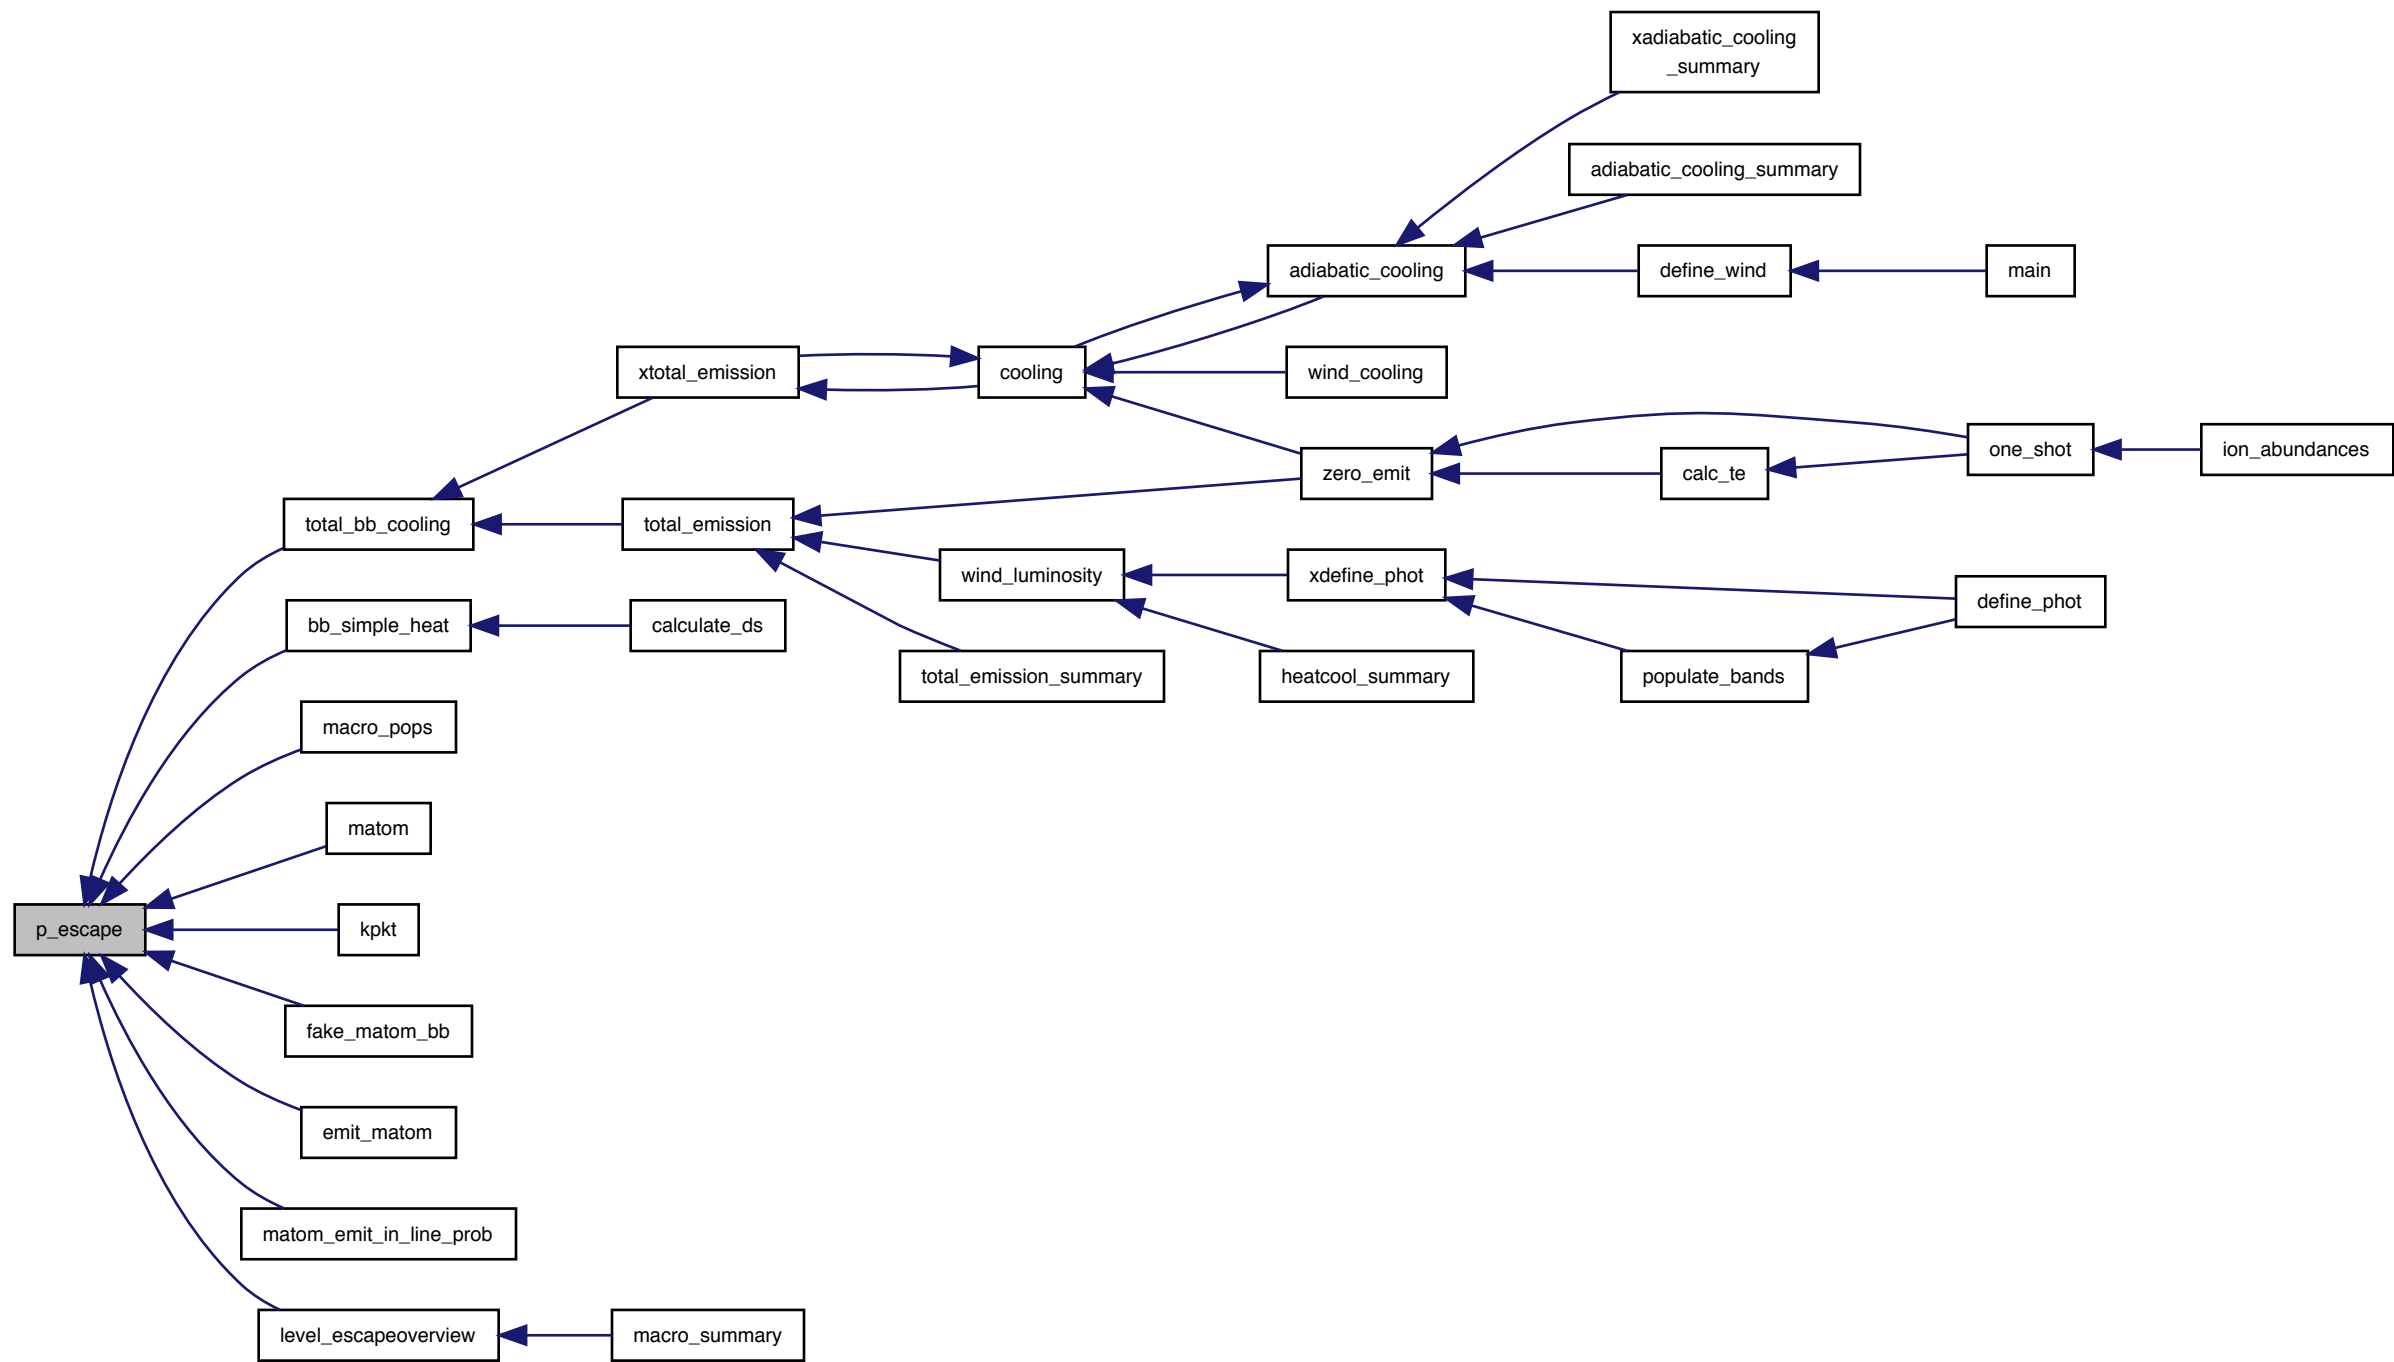 xadiabatic_cooling
_summary
adiabatic_cooling_summary
adiabatic_cooling
define_wind
main
xtotal_emission
cooling
wind_cooling
one_shot
ion_abundances
zero_emit
calc_te
total_bb_cooling
total_emission
wind_luminosity
xdefine_phot
define_phot
bb_simple_heat
calculate_ds
total_emission_summary
heatcool_summary
populate_bands
macro_pops
matom
p_escape
kpkt
fake_matom_bb
emit_matom
matom_emit_in_line_prob
level_escapeoverview
macro_summary